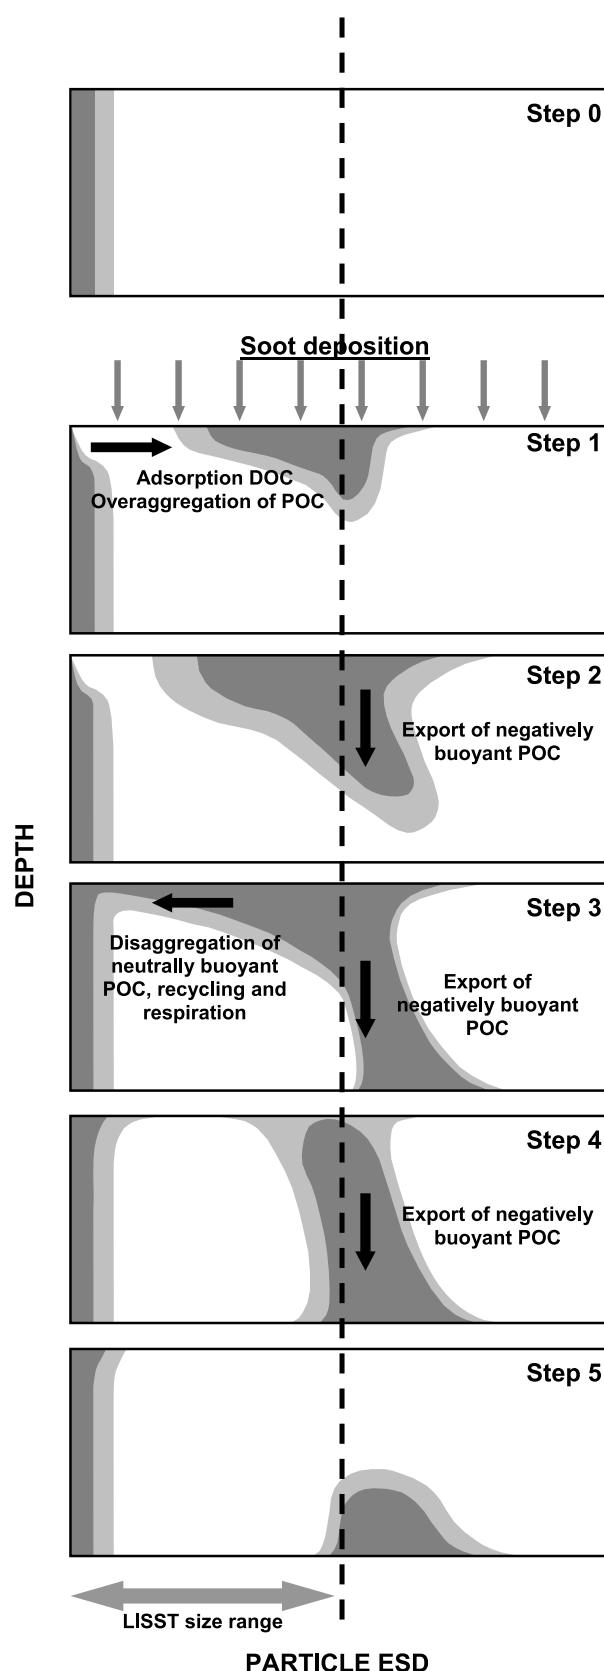 Step 0
Soot deposition
Step 1
Adsorption DOC
Overaggregation of POC
Step 2
Export of negatively
buoyant POC
DEPTH
Step 3
Disaggregation of
neutrally buoyant
POC, recycling and
respiration
Export of
negatively buoyant
POC
Step 4
Export of negatively
buoyant POC
Step 5
LISST size range
PARTICLE ESD